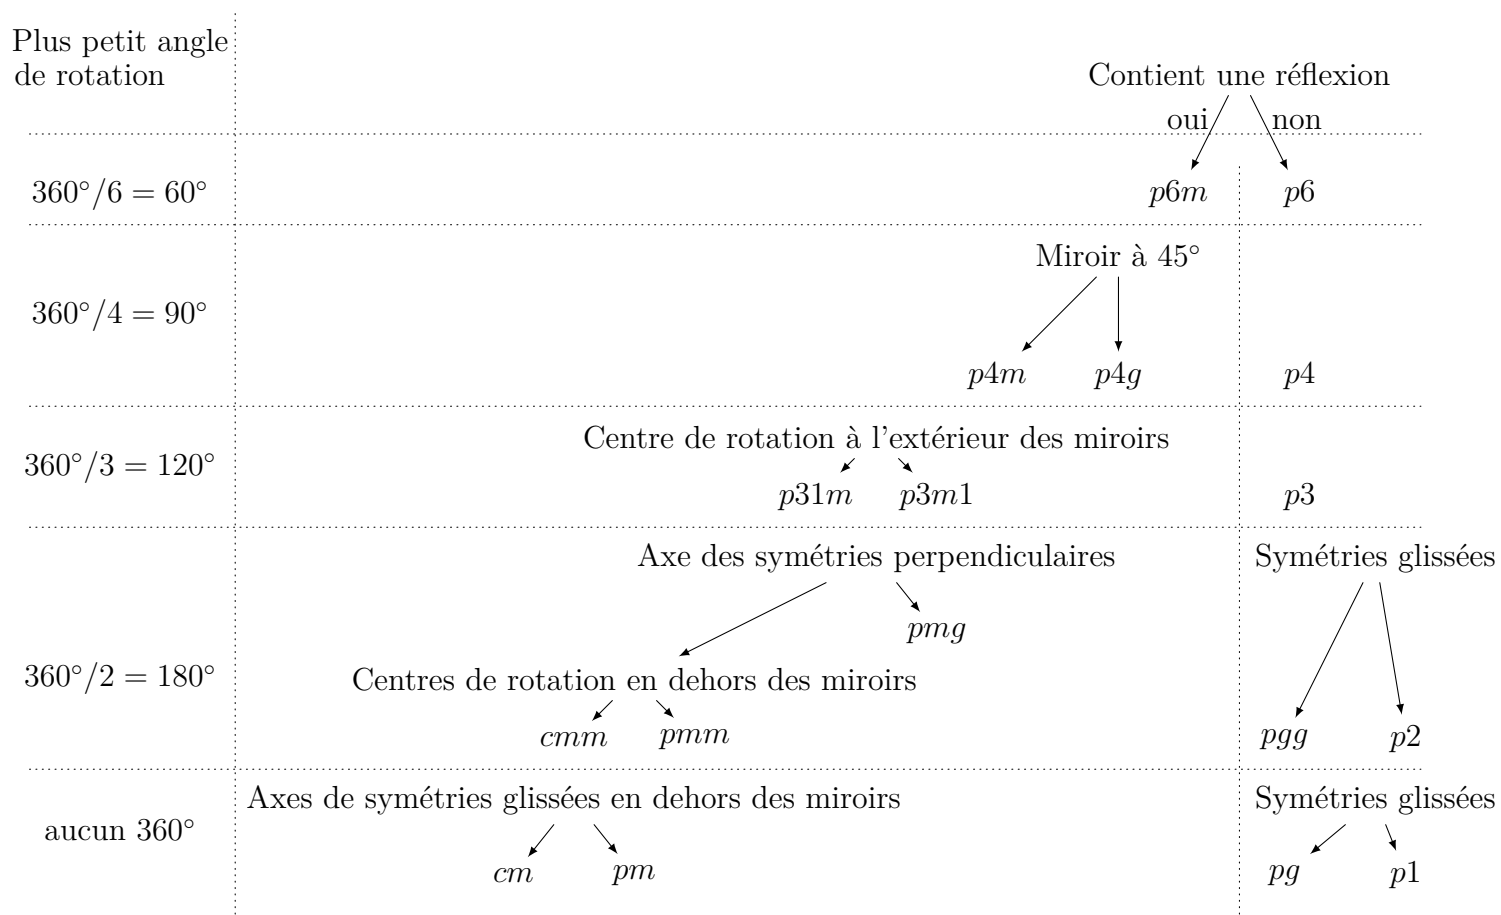 Plus petit angle
de rotation
Contient une réflexion
oui non
360°/6 = 60°
p6m p6
Miroir à 45°
360°/4 = 90°
p4m p4g p4
Centre de rotation à l'extérieur des miroirs
360°/3 = 120°
p31m p3m1 p3
Axe des symétries perpendiculaires Symétries glissées
pmg
360°/2 = 180°
Centres de rotation en dehors des miroirs
cmm pmm pgg p2
Axes de symétries glissées en dehors des miroirs Symétries glissées
aucun 360°
cm pm pg p1